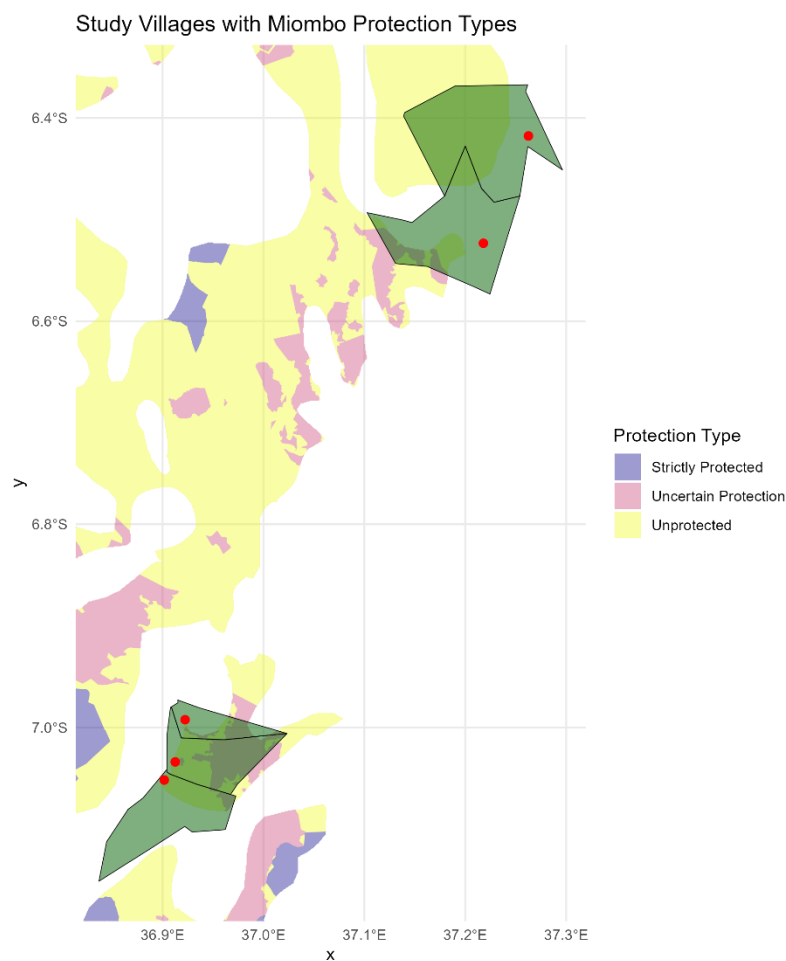 Study Villages with Miombo Protection Types
6.4°S
6.6°S
6.8°S
7.0°S
y
36.9°E
37.0°E
37.1°E
37.2°E
37.3°E
x
Protection Type
Strictly Protected
Uncertain Protection
Unprotected